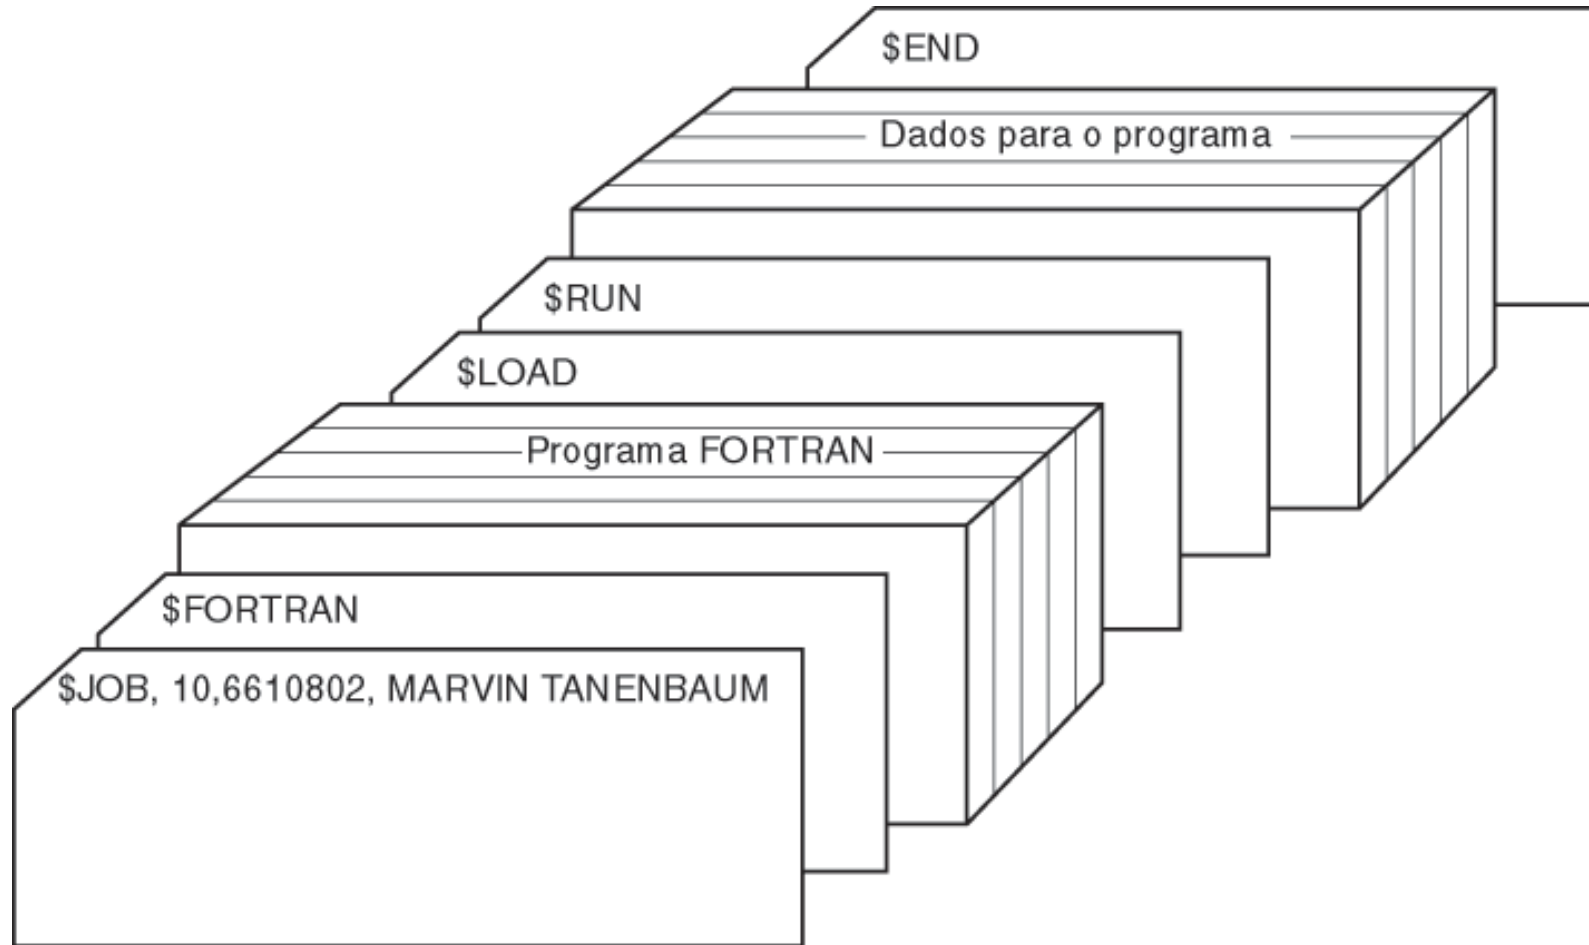 $END
Dados para o programa
$RUN
$LOAD
Programa FORTRAN
$FORTRAN
$JOB, 10,6610802, MARVIN TANENBAUM